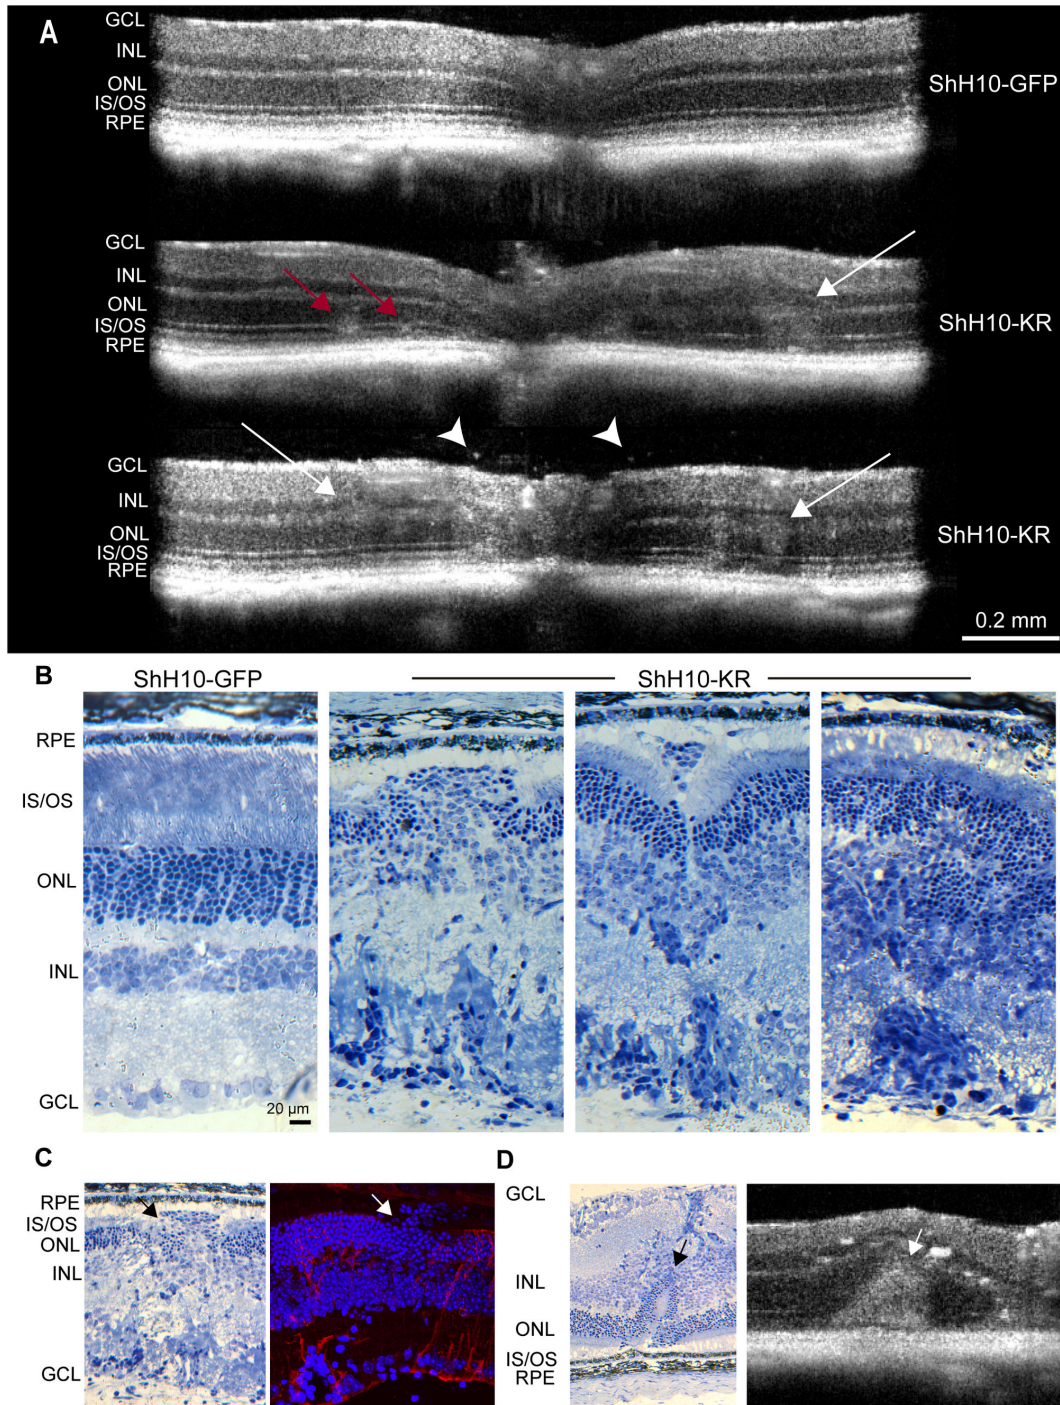 A
GCL
INL
ONL
IS/OS
RPE
ShH10-GFP
GCL
INL
ONL
IS/OS
RPE
ShH10-KR
GCL
INL
ONL
IS/OS
RPE
ShH10-KR
0.2 mm
B
ShH10-GFP
ShH10-KR
RPE
IS/OS
ONL
INL
GCL
20 µm
C
RPE
IS/OS
ONL
INL
GCL
D
GCL
INL
ONL
IS/OS
RPE